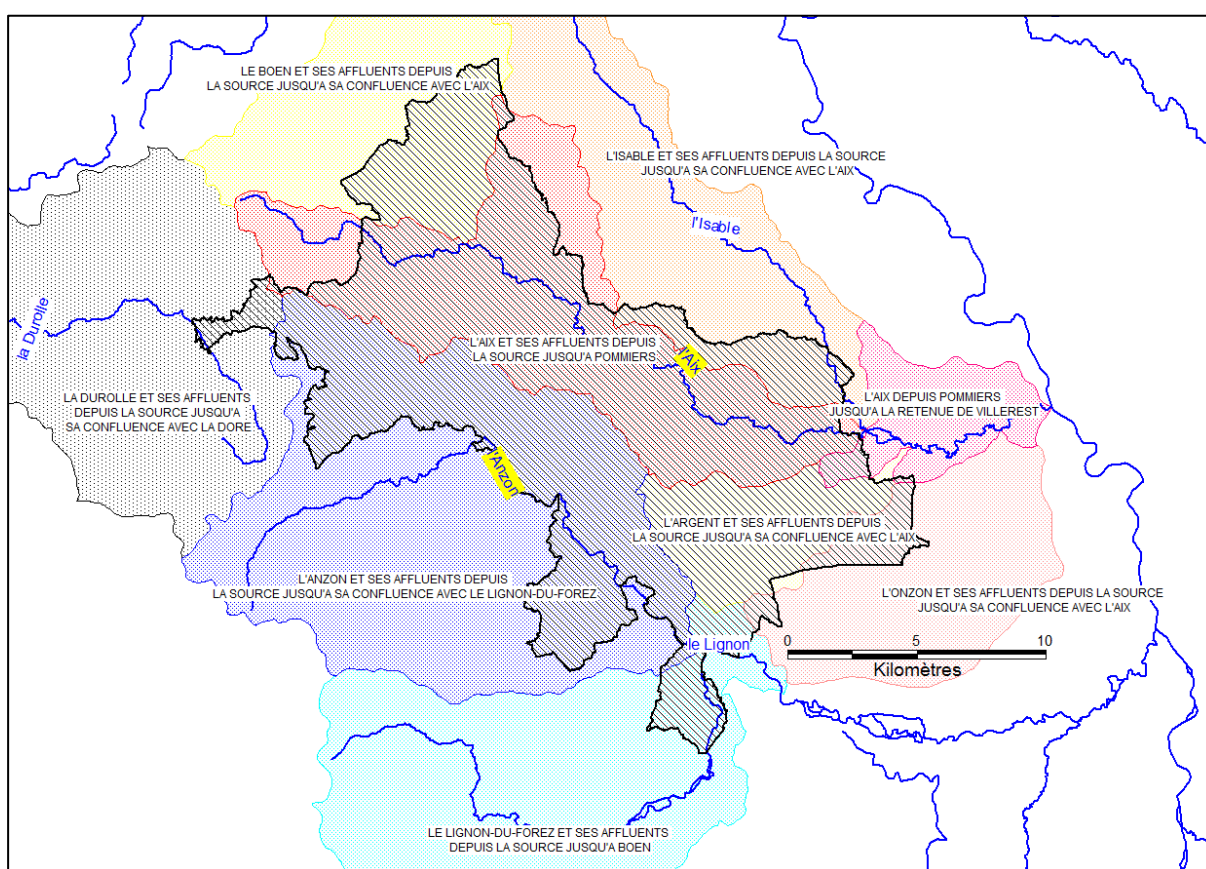 LE BOEN ET SES AFFLUENTS DEPUIS
LA SOURCE JUSQU'A SA CONFLUENCE AVEC L'AIX
L'ISABLE ET SES AFFLUENTS DEPUIS LA SOURCE
JUSQU'A SA CONFLUENCE AVEC L'AIX
l'Isable
la Durolle
L'AIX ET SES AFFLUENTS DEPUIS
LA SOURCE JUSQU'A POMMIERS
l'Aix
LA DUROLLE ET SES AFFLUENTS
DEPUIS LA SOURCE JUSQU'A
SA CONFLUENCE AVEC LA DORE
L'AIX DEPUIS POMMIERS
JUSQU'A LA RETENUE DE VILLEREST
l'Anzon
L'ARGENT ET SES AFFLUENTS DEPUIS
LA SOURCE JUSQU'A SA CONFLUENCE AVEC L'AIX
L'ANZON ET SES AFFLUENTS DEPUIS
LA SOURCE JUSQU'A SA CONFLUENCE AVEC LE LIGNON-DU-FOREZ
L'ONZON ET SES AFFLUENTS DEPUIS LA SOURCE
JUSQU'A SA CONFLUENCE AVEC L'AIX
le Lignon
0 5 10
Kilomètres
LE LIGNON-DU-FOREZ ET SES AFFLUENTS
DEPUIS LA SOURCE JUSQU'A BOEN